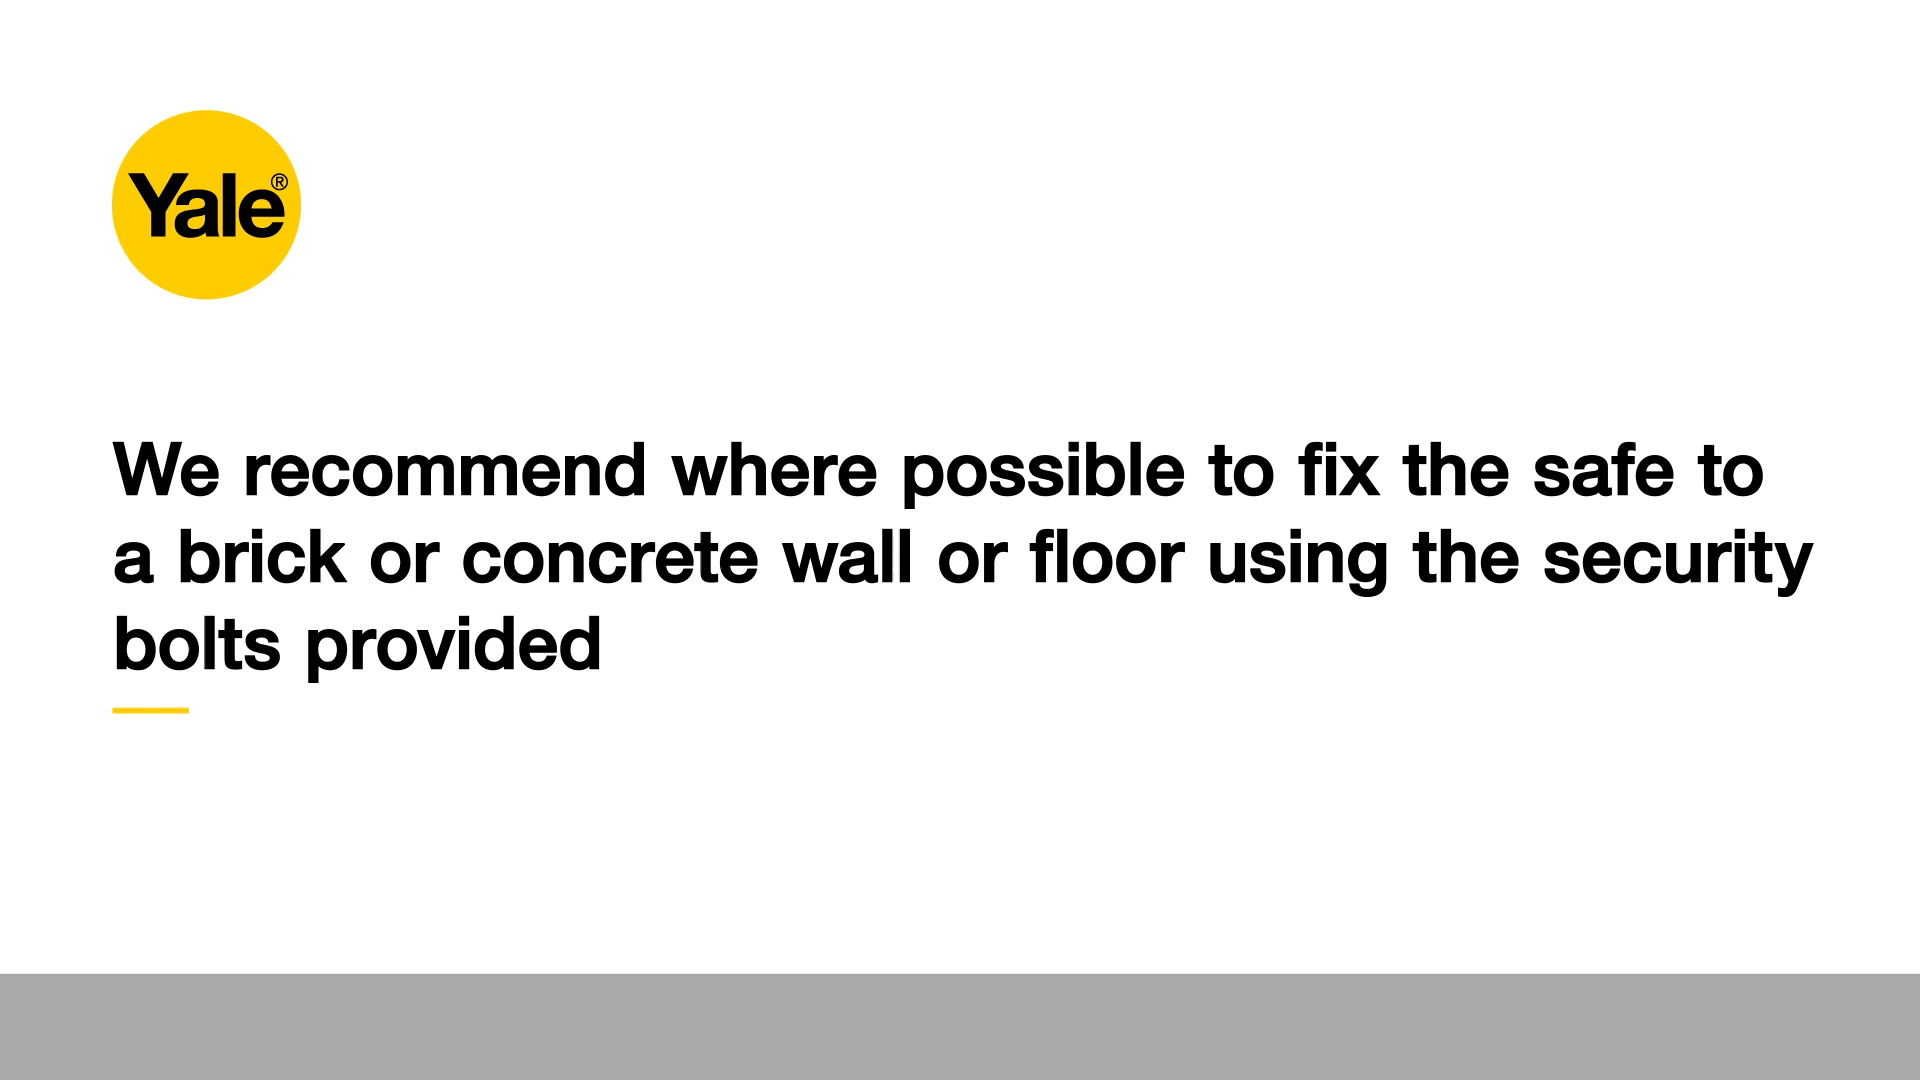 Yale®
We recommend where possible to fix the safe to
a brick or concrete wall or floor using the security
bolts provided